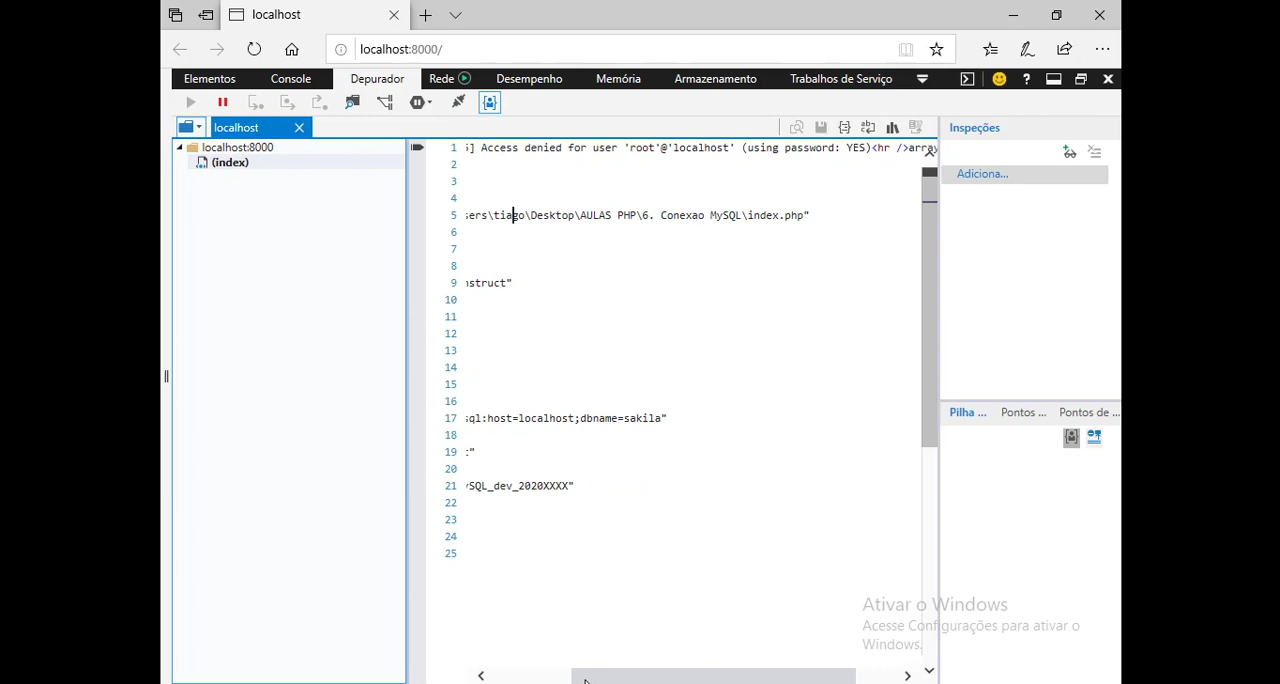 localhost
localhost:8000/
Elementos Console Depurador Rede Desempenho Memória Armazenamento Trabalhos de Serviço
localhost
Inspeções
localhost:8000
(index)
Adiciona...
1 5] Access denied for user 'root'@'localhost' (using password: YES)<hr />array
2
3
4
5 sers\tiago\Desktop\AULAS PHP\6. Conexao MySQL\index.php"
6
7
8
9 nstruct"
10
11
12
13
14
15
16
17 sql:host=localhost;dbname=sakila"
18
19 :"
20
21 ySQL_dev_2020XXXX"
22
23
24
25
Pilha ... Pontos ... Pontos de ...
Ativar o Windows
Acesse Configurações para ativar o
Windows.